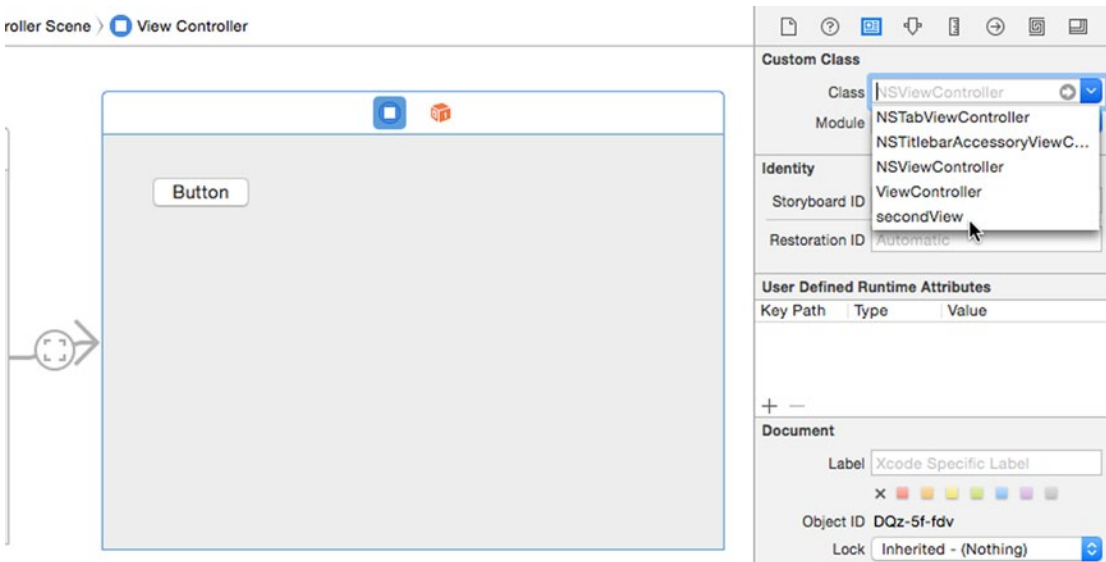 roller Scene 〉 View Controller
Custom Class
Class NSViewController
Module
NSTabViewController
NSTitlebarAccessoryViewC...
NSViewController
ViewController
secondView
Identity
Storyboard ID
Restoration ID Automatic
Button
User Defined Runtime Attributes
Key Path Type Value
+ −
Document
Label Xcode Specific Label
Object ID DQz-5f-fdv
Lock Inherited - (Nothing)